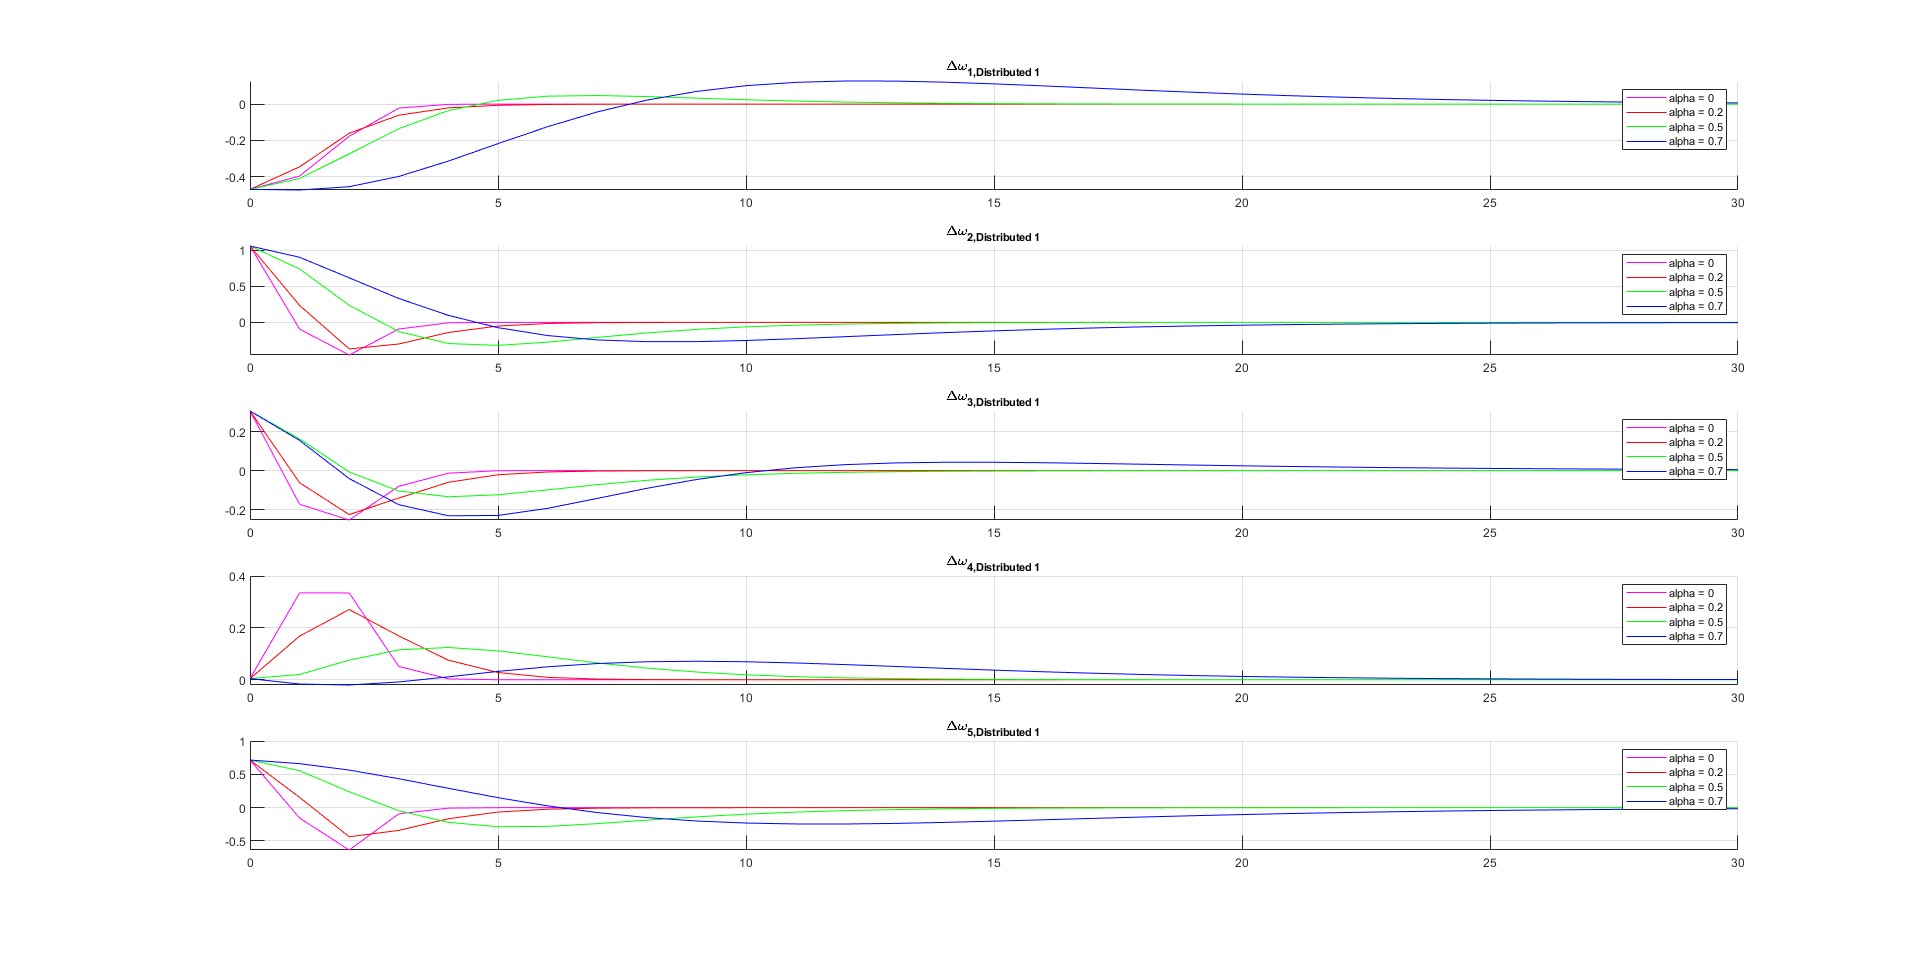 Δω1,Distributed 1
0
-0.2
-0.4
alpha = 0
alpha = 0.2
alpha = 0.5
alpha = 0.7
0 5 10 15 20 25 30
Δω2,Distributed 1
1
0.5
0
alpha = 0
alpha = 0.2
alpha = 0.5
alpha = 0.7
0 5 10 15 20 25 30
Δω3,Distributed 1
0.2
0
-0.2
alpha = 0
alpha = 0.2
alpha = 0.5
alpha = 0.7
0 5 10 15 20 25 30
Δω4,Distributed 1
0.4
0.2
0
alpha = 0
alpha = 0.2
alpha = 0.5
alpha = 0.7
0 5 10 15 20 25 30
Δω5,Distributed 1
1
0.5
0
-0.5
alpha = 0
alpha = 0.2
alpha = 0.5
alpha = 0.7
0 5 10 15 20 25 30